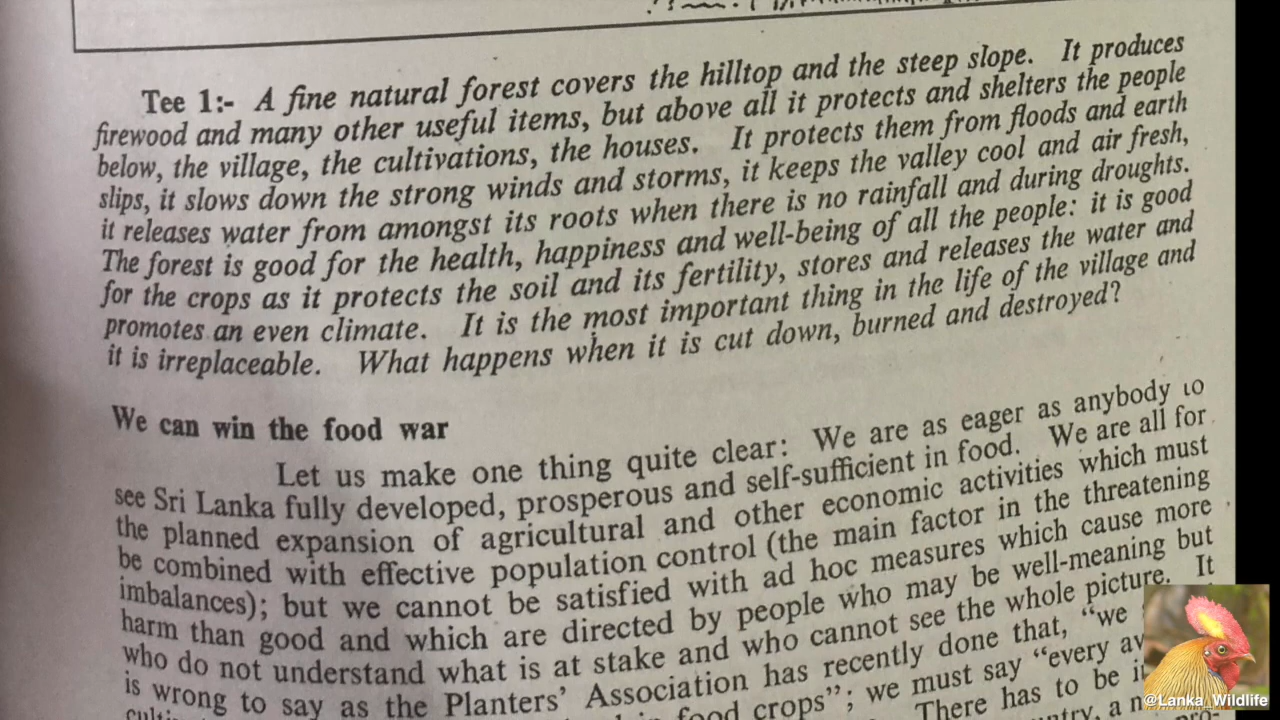 Tee 1:- A fine natural forest covers the hilltop and the steep slope. It produces
firewood and many other useful items, but above all it protects and shelters the people
below, the village, the cultivations, the houses. It protects them from floods and earth
slips, it slows down the strong winds and storms, it keeps the valley cool and air fresh,
it releases water from amongst its roots when there is no rainfall and during droughts.
The forest is good for the health, happiness and well-being of all the people: it is good
for the crops as it protects the soil and its fertility, stores and releases the water and
promotes an even climate. It is the most important thing in the life of the village and
it is irreplaceable. What happens when it is cut down, burned and destroyed?
We can win the food war
Let us make one thing quite clear: We are as eager as anybody to
see Sri Lanka fully developed, prosperous and self-sufficient in food. We are all for
the planned expansion of agricultural and other economic activities which must
be combined with effective population control (the main factor in the threatening
imbalances); but we cannot be satisfied with ad hoc measures which cause more
harm than good and which are directed by people who may be well-meaning but
who do not understand what is at stake and who cannot see the whole picture. It
is wrong to say as the Planters' Association has recently done that, "we
food crops"; we must say "every
There has to be
@Lanka_Wildlife